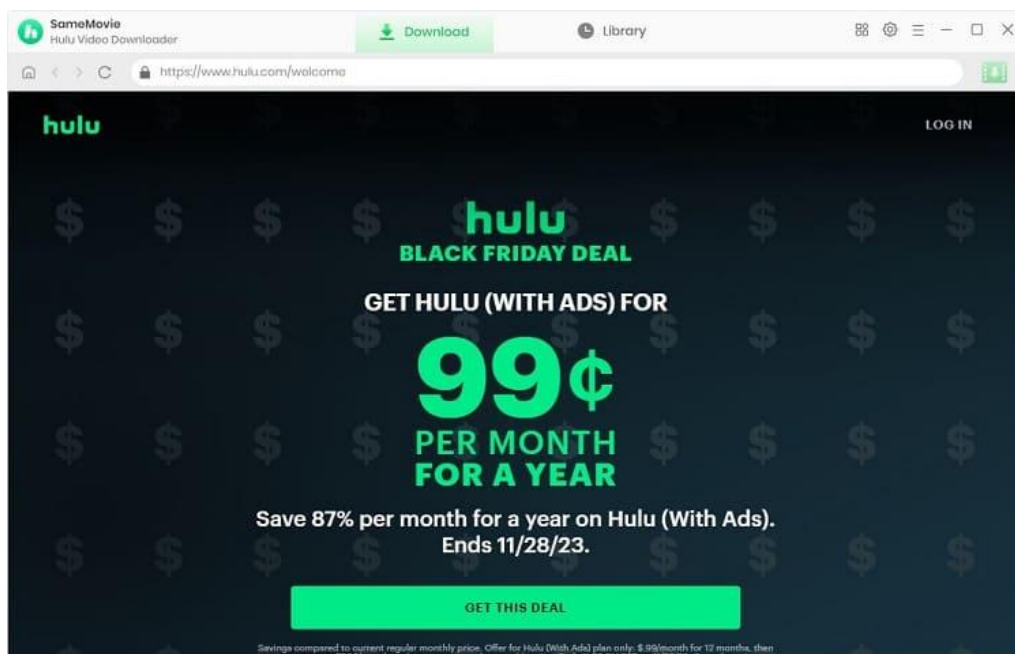 SameMovie
Hulu Video Downloader
Download
Library
https://www.hulu.com/welcome
hulu
LOG IN
hulu
BLACK FRIDAY DEAL
GET HULU (WITH ADS) FOR
99¢
PER MONTH
FOR A YEAR
Save 87% per month for a year on Hulu (With Ads).
Ends 11/28/23.
GET THIS DEAL
Savings compared to current regular monthly price. Offer for Hulu (With Ads) plan only: $.99/month for 12 months, then